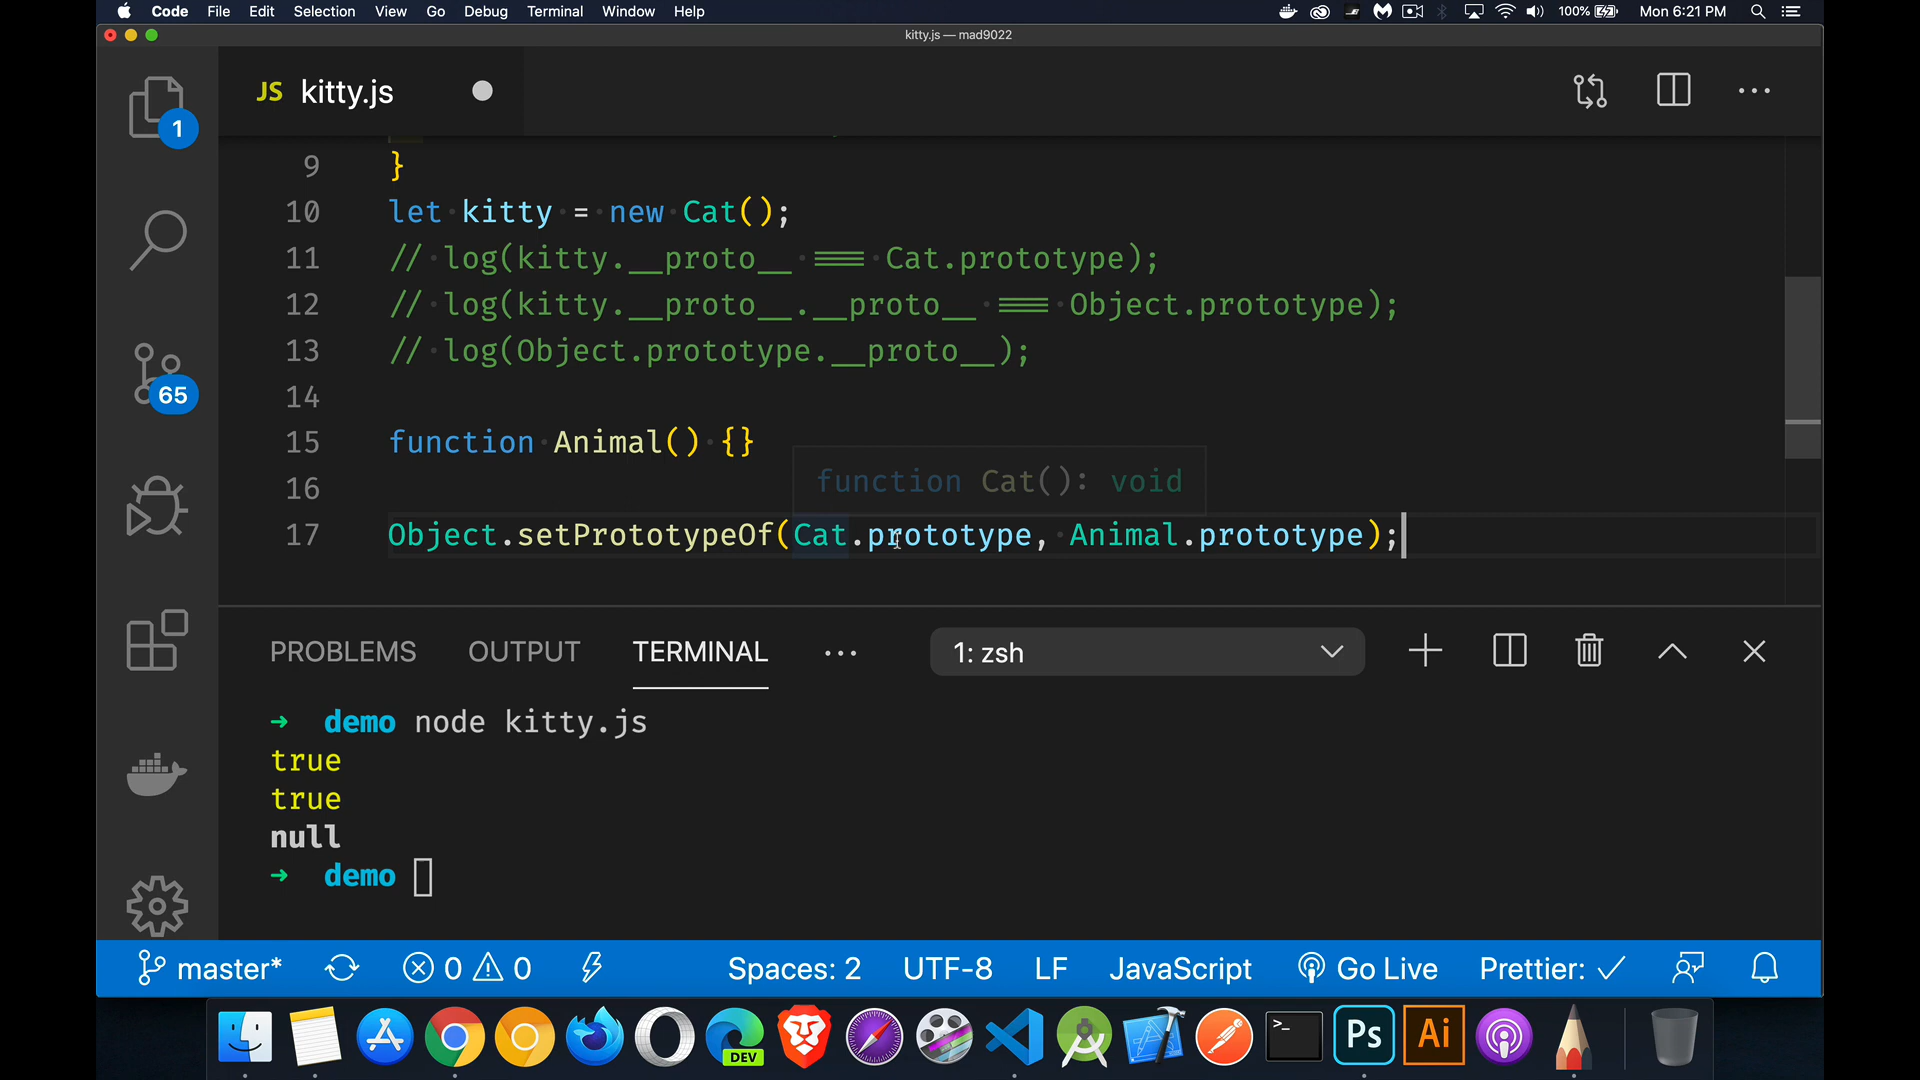 Code File Edit Selection View Go Debug Terminal Window Help 100% Mon 6:21 PM
kitty.js — mad9022
JS kitty.js
1
9 }
10 let kitty = new Cat();
11 // log(kitty.__proto__ === Cat.prototype);
12 // log(kitty.__proto__.__proto__ === Object.prototype);
13 // log(Object.prototype.__proto__);
65
14
15 function Animal() {}
function Cat(): void
16
17 Object.setPrototypeOf(Cat.prototype, Animal.prototype);
PROBLEMS OUTPUT TERMINAL ··· 1: zsh
➜ demo node kitty.js
true
true
null
➜ demo
master* 0 0 Spaces: 2 UTF-8 LF JavaScript Go Live Prettier: ✓
DEV >_ Ps Ai